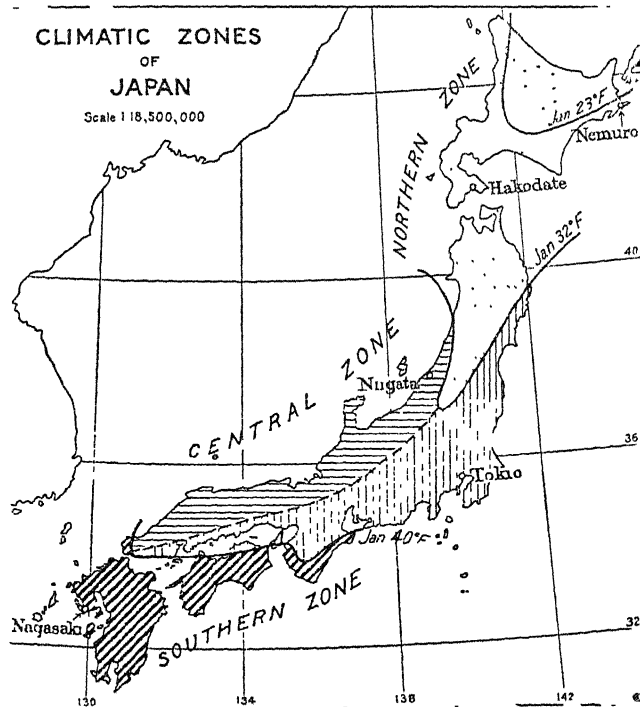 CLIMATIC ZONES
OF
JAPAN
Scale 1:18,500,000
NORTHERN ZONE
Jan 23°F
Nemuro
Hakodate
Jan 32°F
40
CENTRAL ZONE
Nugata
36
Tokio
Jan 40°F
Nagasaki
SOUTHERN ZONE
32
130
134
138
142